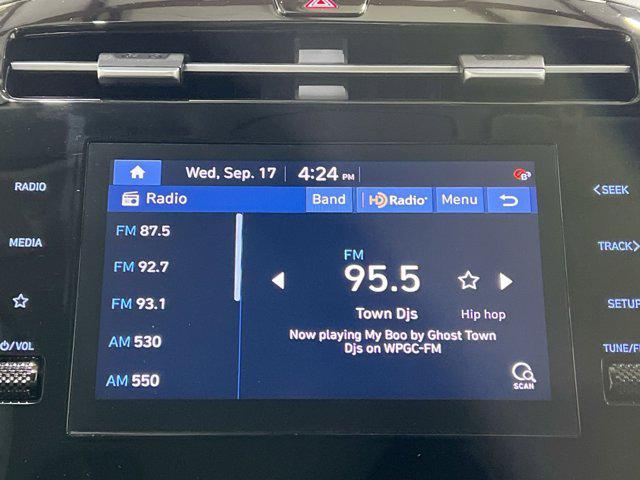 Wed, Sep. 17 4:24 PM
Radio Band HD Radio Menu
RADIO
MEDIA
⏻/VOL
FM 87.5
FM 92.7
FM 93.1
AM 530
AM 550
FM
95.5
Town Djs Hip hop
Now playing My Boo by Ghost Town
Djs on WPGC-FM
SCAN
<SEEK
TRACK>
SETUP